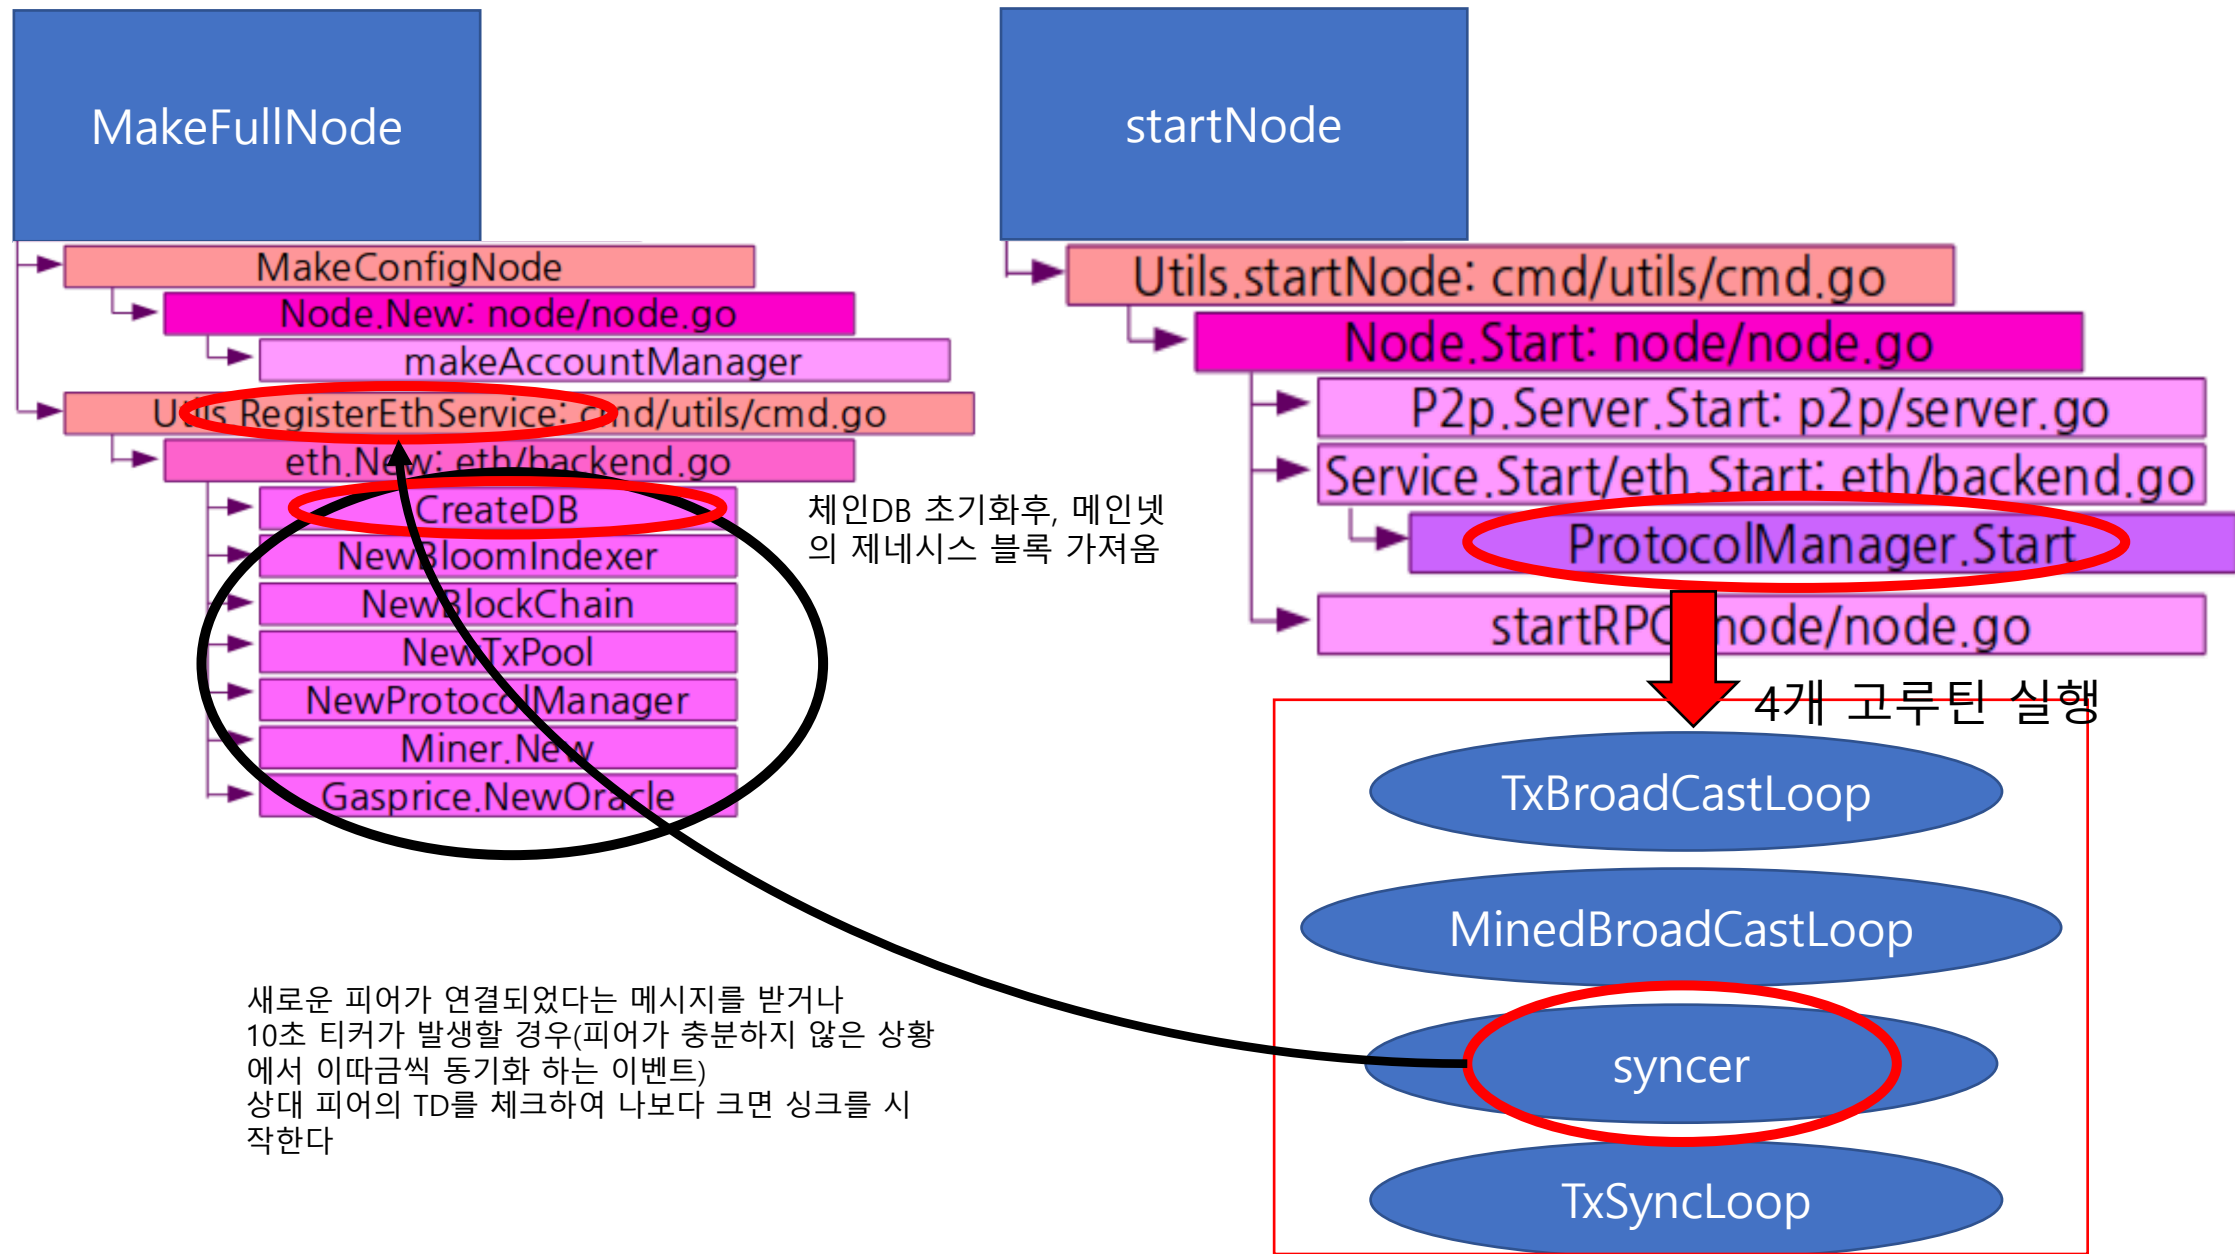 MakeFullNode
MakeConfigNode
Node.New: node/node.go
makeAccountManager
Utils.RegisterEthService: cmd/utils/cmd.go
eth.New: eth/backend.go
CreateDB
NewBloomIndexer
NewBlockChain
NewTxPool
NewProtocolManager
Miner.New
Gasprice.NewOracle
체인DB 초기화후, 메인넷
의 제네시스 블록 가져옴
새로운 피어가 연결되었다는 메시지를 받거나
10초 티커가 발생할 경우(피어가 충분하지 않은 상황
에서 이따금씩 동기화 하는 이벤트)
상대 피어의 TD를 체크하여 나보다 크면 싱크를 시
작한다
startNode
Utils.startNode: cmd/utils/cmd.go
Node.Start: node/node.go
P2p.Server.Start: p2p/server.go
Service.Start/eth.Start: eth/backend.go
ProtocolManager.Start
startRPC: node/node.go
4개 고루틴 실행
TxBroadCastLoop
MinedBroadCastLoop
syncer
TxSyncLoop